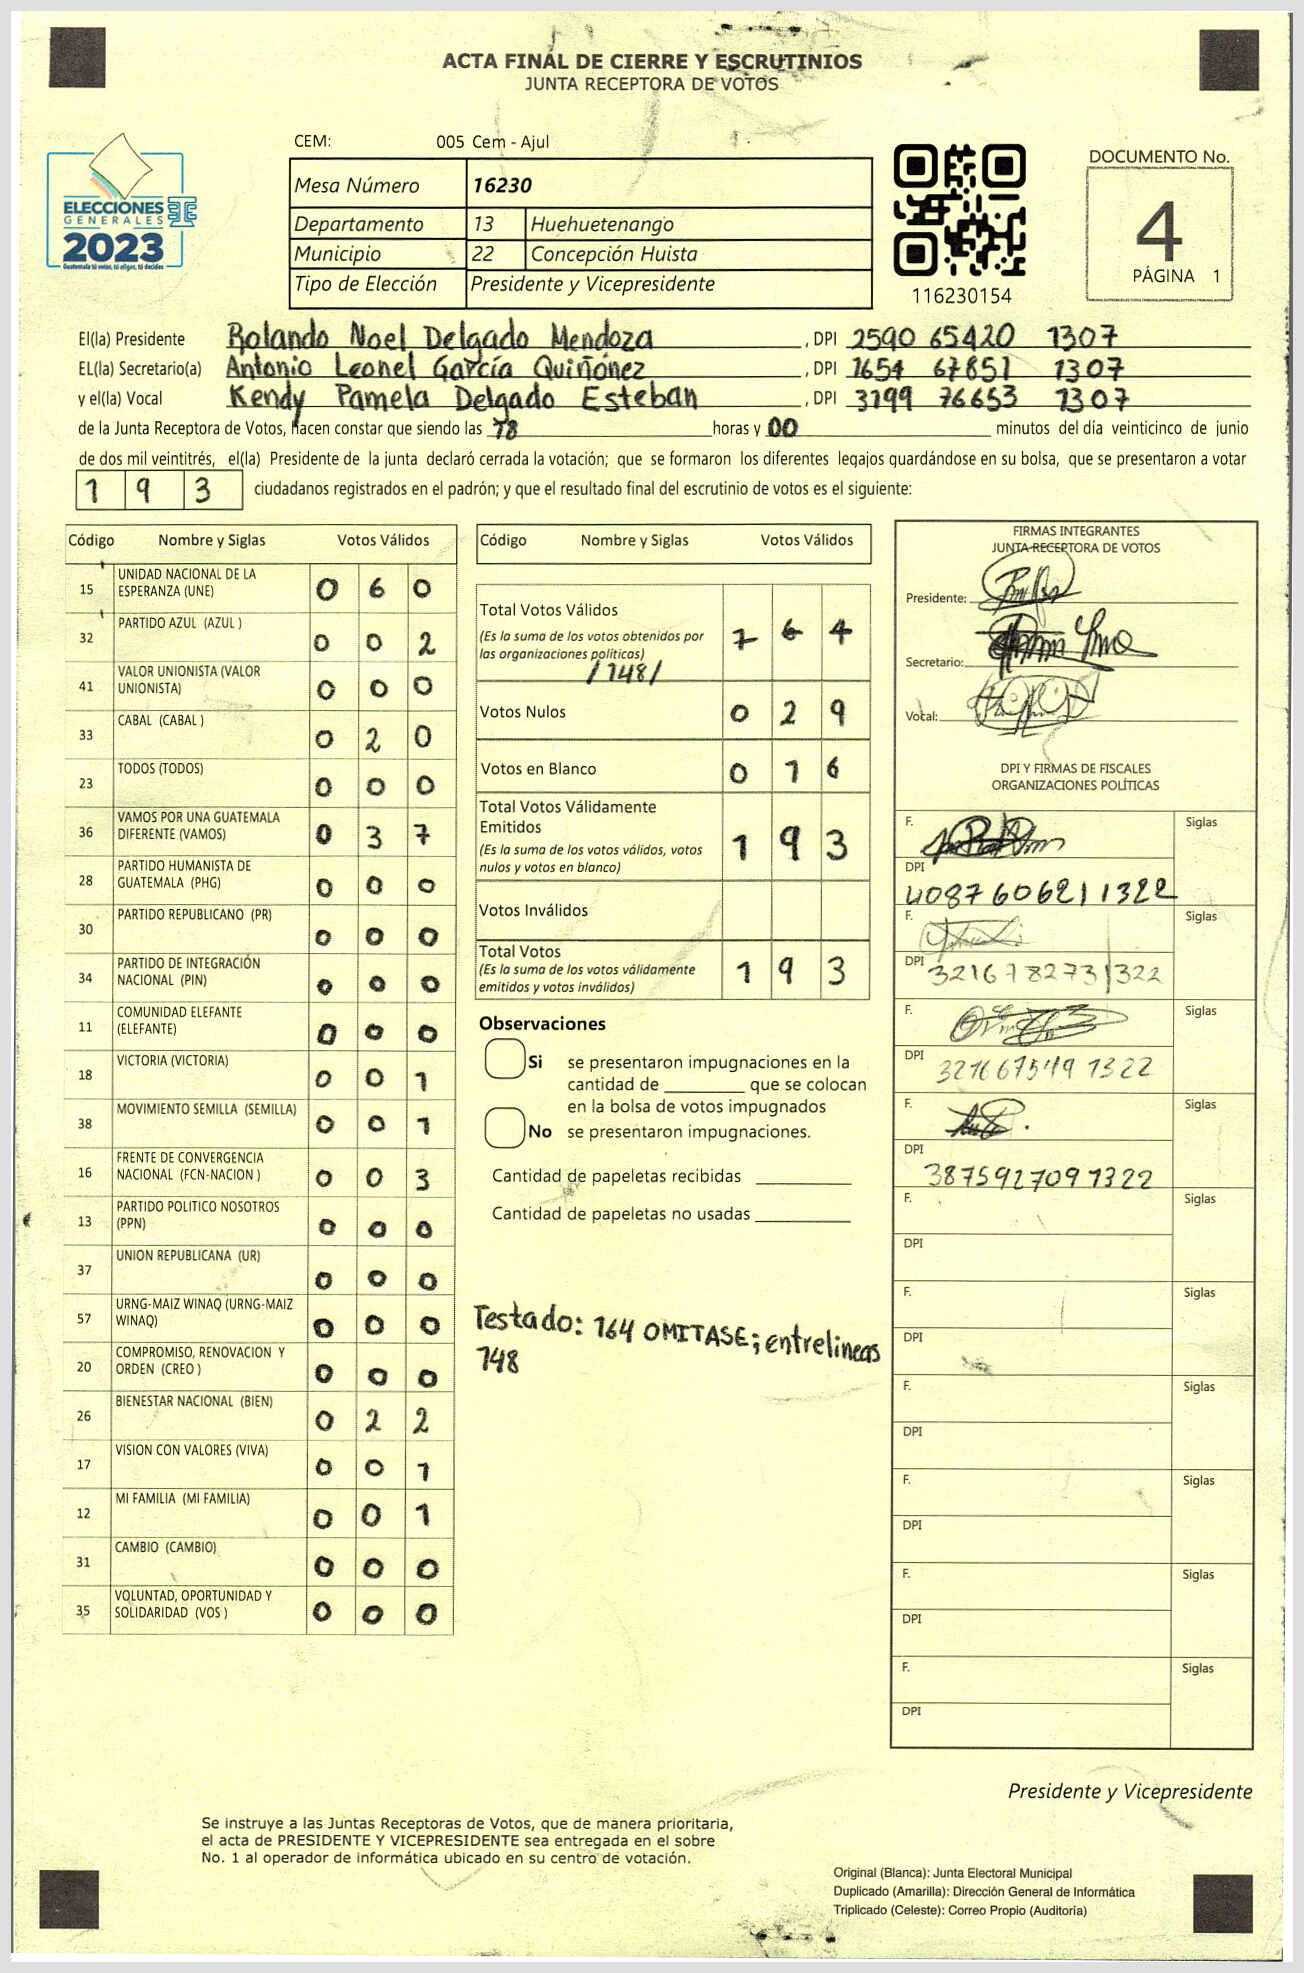 ACTA FINAL DE CIERRE Y ESCRUTINIOS
JUNTA RECEPTORA DE VOTOS
ELECCIONES
GENERALES
2023
Guatemala tú votas, tú eliges, tú decides
CEM: 005 Cem - Ajul
Mesa Número 16230
Departamento 13 Huehuetenango
Municipio 22 Concepción Huista
Tipo de Elección Presidente y Vicepresidente
116230154
DOCUMENTO No.
4
PÁGINA 1
El(la) Presidente Rolando Noel Delgado Mendoza, DPI 2590 65420 1307
EL(la) Secretario(a) Antonio Leonel García Quiñónez, DPI 1654 67851 1307
y el(la) Vocal Kendy Pamela Delgado Esteban, DPI 3199 76653 1307
de la Junta Receptora de Votos, hacen constar que siendo las 18 horas y 00 minutos del día veinticinco de junio
de dos mil veintitrés, el(la) Presidente de la junta declaró cerrada la votación; que se formaron los diferentes legajos guardándose en su bolsa, que se presentaron a votar
193 ciudadanos registrados en el padrón; y que el resultado final del escrutinio de votos es el siguiente:
Código Nombre y Siglas Votos Válidos
15 UNIDAD NACIONAL DE LA
ESPERANZA (UNE) 0 6 0
32 PARTIDO AZUL (AZUL ) 0 0 2
41 VALOR UNIONISTA (VALOR
UNIONISTA) 0 0 0
33 CABAL (CABAL ) 0 2 0
23 TODOS (TODOS) 0 0 0
36 VAMOS POR UNA GUATEMALA
DIFERENTE (VAMOS) 0 3 7
28 PARTIDO HUMANISTA DE
GUATEMALA (PHG) 0 0 0
30 PARTIDO REPUBLICANO (PR) 0 0 0
34 PARTIDO DE INTEGRACIÓN
NACIONAL (PIN) 0 0 0
11 COMUNIDAD ELEFANTE
(ELEFANTE) 0 0 0
18 VICTORIA (VICTORIA) 0 0 1
38 MOVIMIENTO SEMILLA (SEMILLA) 0 0 1
16 FRENTE DE CONVERGENCIA
NACIONAL (FCN-NACION ) 0 0 3
13 PARTIDO POLITICO NOSOTROS
(PPN) 0 0 0
37 UNION REPUBLICANA (UR) 0 0 0
57 URNG-MAIZ WINAQ (URNG-MAIZ
WINAQ) 0 0 0
20 COMPROMISO, RENOVACION Y
ORDEN (CREO ) 0 0 0
26 BIENESTAR NACIONAL (BIEN) 0 2 2
17 VISION CON VALORES (VIVA) 0 0 1
12 MI FAMILIA (MI FAMILIA) 0 0 1
31 CAMBIO (CAMBIO) 0 0 0
35 VOLUNTAD, OPORTUNIDAD Y
SOLIDARIDAD (VOS ) 0 0 0
Código Nombre y Siglas Votos Válidos
Total Votos Válidos 1 6 4
(Es la suma de los votos obtenidos por
las organizaciones políticas)
/148/
Votos Nulos 0 2 9
Votos en Blanco 0 1 6
Total Votos Válidamente
Emitidos 1 9 3
(Es la suma de los votos válidos, votos
nulos y votos en blanco)
Votos Inválidos
Total Votos 1 9 3
(Es la suma de los votos válidamente
emitidos y votos inválidos)
Observaciones
Si se presentaron impugnaciones en la
cantidad de que se colocan
en la bolsa de votos impugnados
No se presentaron impugnaciones.
Cantidad de papeletas recibidas
Cantidad de papeletas no usadas
Testado: 164 OMITASE; entrelineas
148
FIRMAS INTEGRANTES
JUNTA RECEPTORA DE VOTOS
Presidente:
Secretario:
Vocal:
DPI Y FIRMAS DE FISCALES
ORGANIZACIONES POLÍTICAS
F. Siglas
DPI 4087606211322
F. Siglas
DPI 3216782731322
F. Siglas
DPI
F. Siglas
DPI 3875927091322
F. Siglas
DPI
F. Siglas
DPI
F. Siglas
DPI
F. Siglas
DPI
F. Siglas
DPI
F. Siglas
DPI
Presidente y Vicepresidente
Se instruye a las Juntas Receptoras de Votos, que de manera prioritaria,
el acta de PRESIDENTE Y VICEPRESIDENTE sea entregada en el sobre
No. 1 al operador de informática ubicado en su centro de votación.
Original (Blanca): Junta Electoral Municipal
Duplicado (Amarilla): Dirección General de Informática
Triplicado (Celeste): Correo Propio (Auditoría)